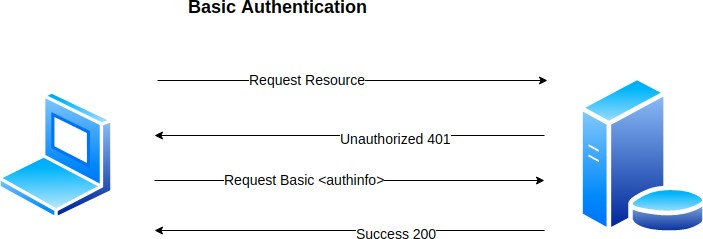 Basic Authentication
Request Resource
Unauthorized 401
Request Basic <authinfo>
Success 200